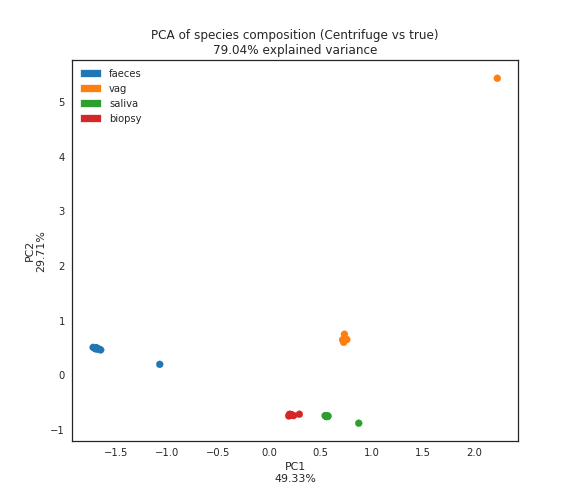 PCA of species composition (Centrifuge vs true)
79.04% explained variance
faeces
vag
saliva
biopsy
5
4
3
2
1
0
−1
PC2
29.71%
−1.5 −1.0 −0.5 0.0 0.5 1.0 1.5 2.0
PC1
49.33%